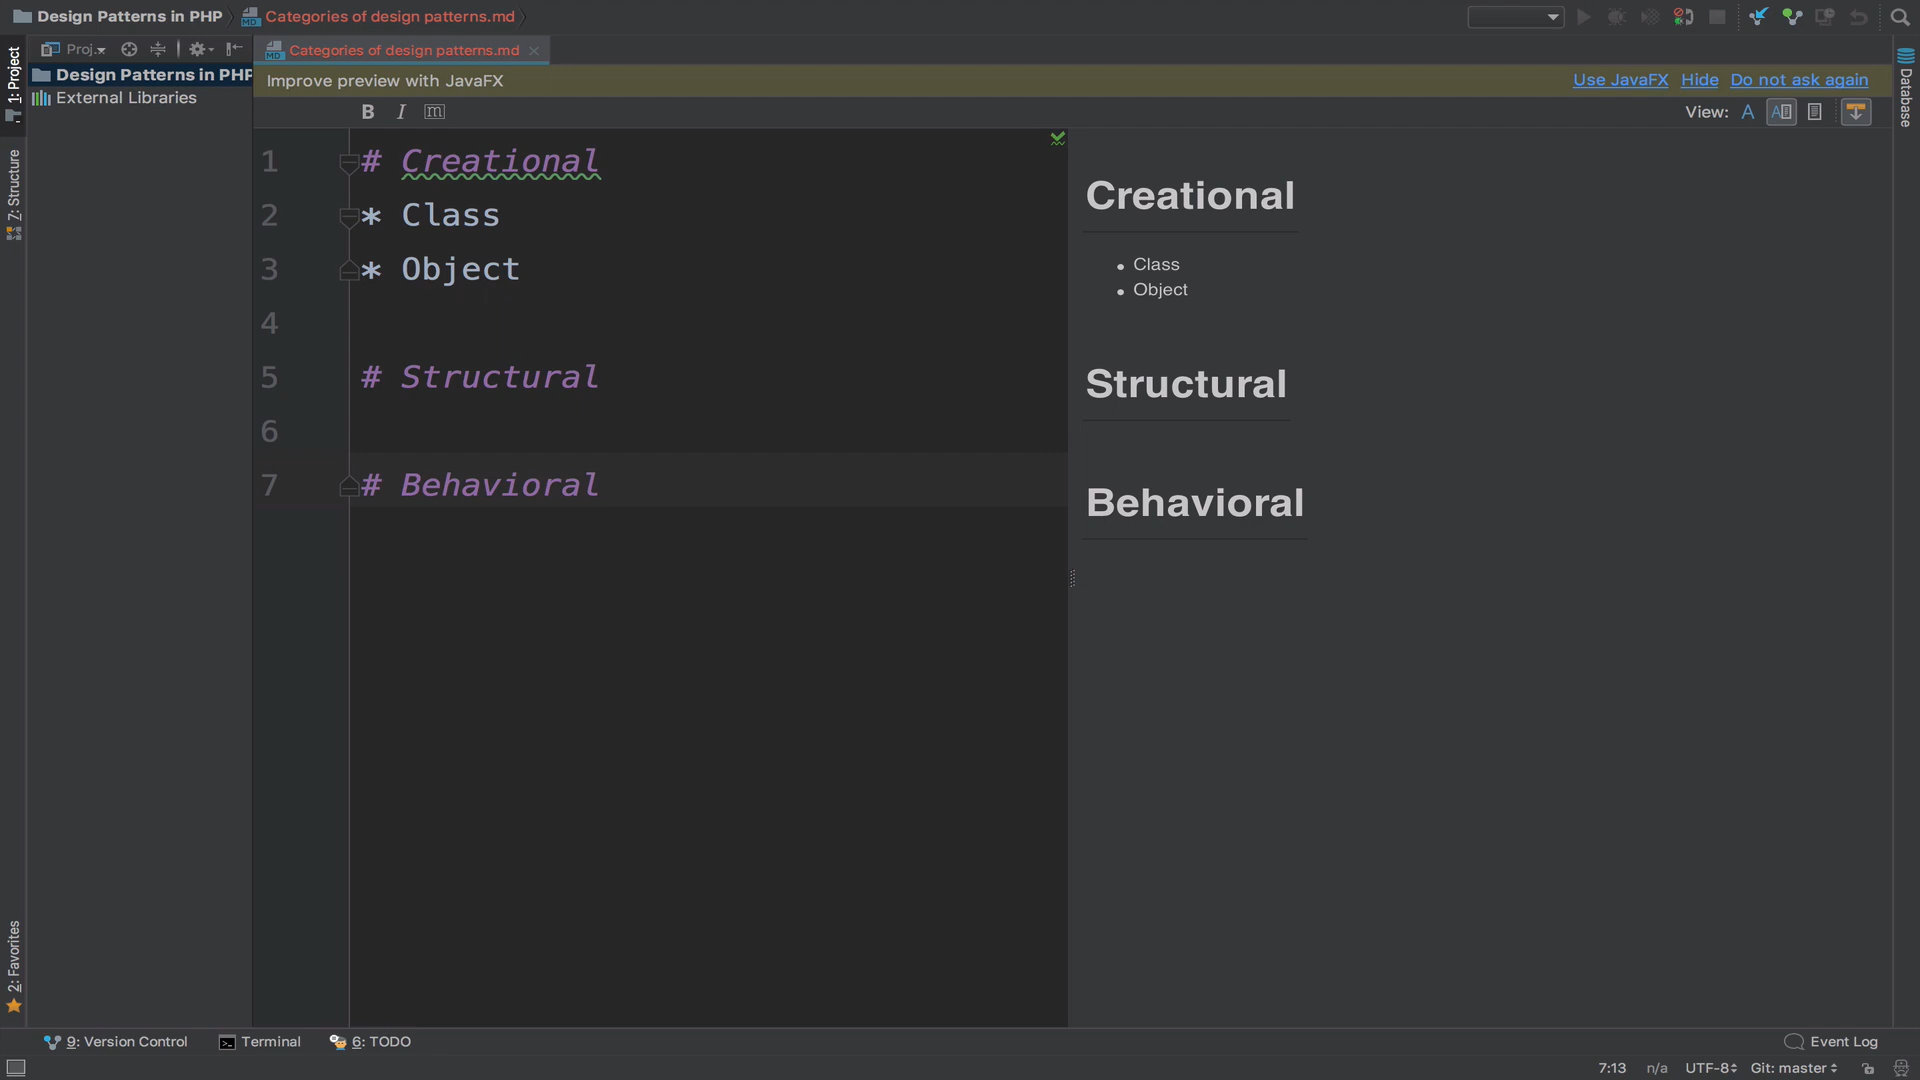 Design Patterns in PHP
MD Categories of design patterns.md
1: Project
Proj.
MD Categories of design patterns.md
Design Patterns in PHP
External Libraries
Improve preview with JavaFX
Use JavaFX Hide Do not ask again
Database
B I m
View: A A
7: Structure
1 # Creational
2 * Class
3 * Object
4
5 # Structural
6
7 # Behavioral
Creational
• Class
• Object
Structural
Behavioral
2: Favorites
9: Version Control
Terminal
6: TODO
Event Log
7:13 n/a UTF-8 Git: master